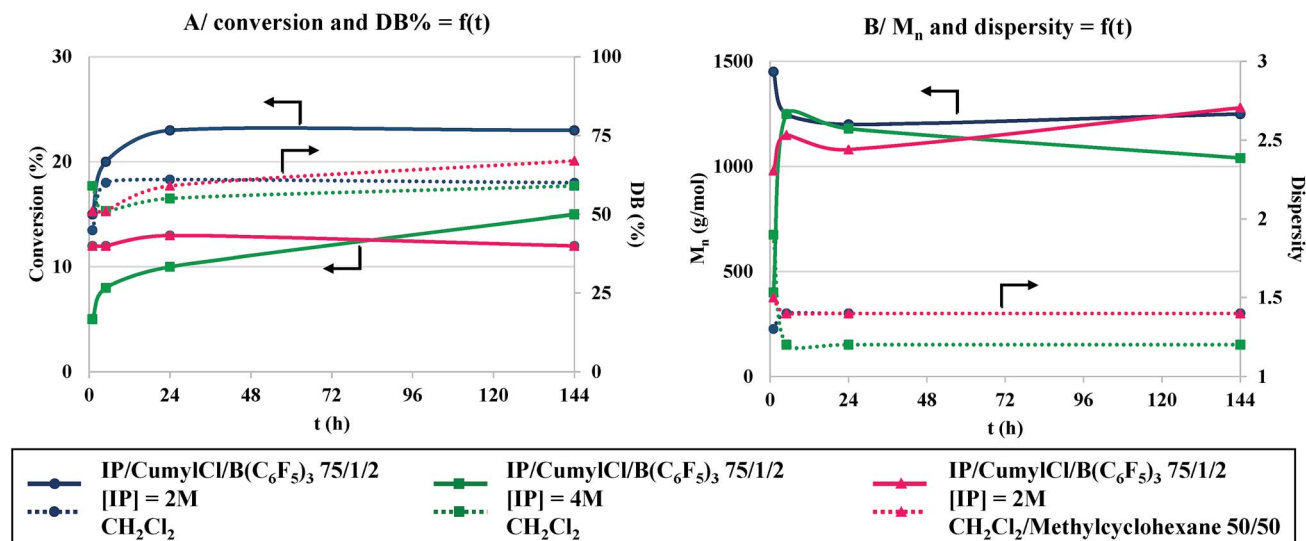 A/ conversion and DB% = f(t)
30
20
10
0
Conversion (%)
100
75
50
25
0
DB (%)
0 24 48 72 96 120 144
t (h)
B/ Mₙ and dispersity = f(t)
1500
1000
500
0
Mₙ (g/mol)
3
2.5
2
1.5
1
Dispersity
0 24 48 72 96 120 144
t (h)
IP/CumylCl/B(C₆F₅)₃ 75/1/2
[IP] = 2M
CH₂Cl₂
IP/CumylCl/B(C₆F₅)₃ 75/1/2
[IP] = 4M
CH₂Cl₂
IP/CumylCl/B(C₆F₅)₃ 75/1/2
[IP] = 2M
CH₂Cl₂/Methylcyclohexane 50/50